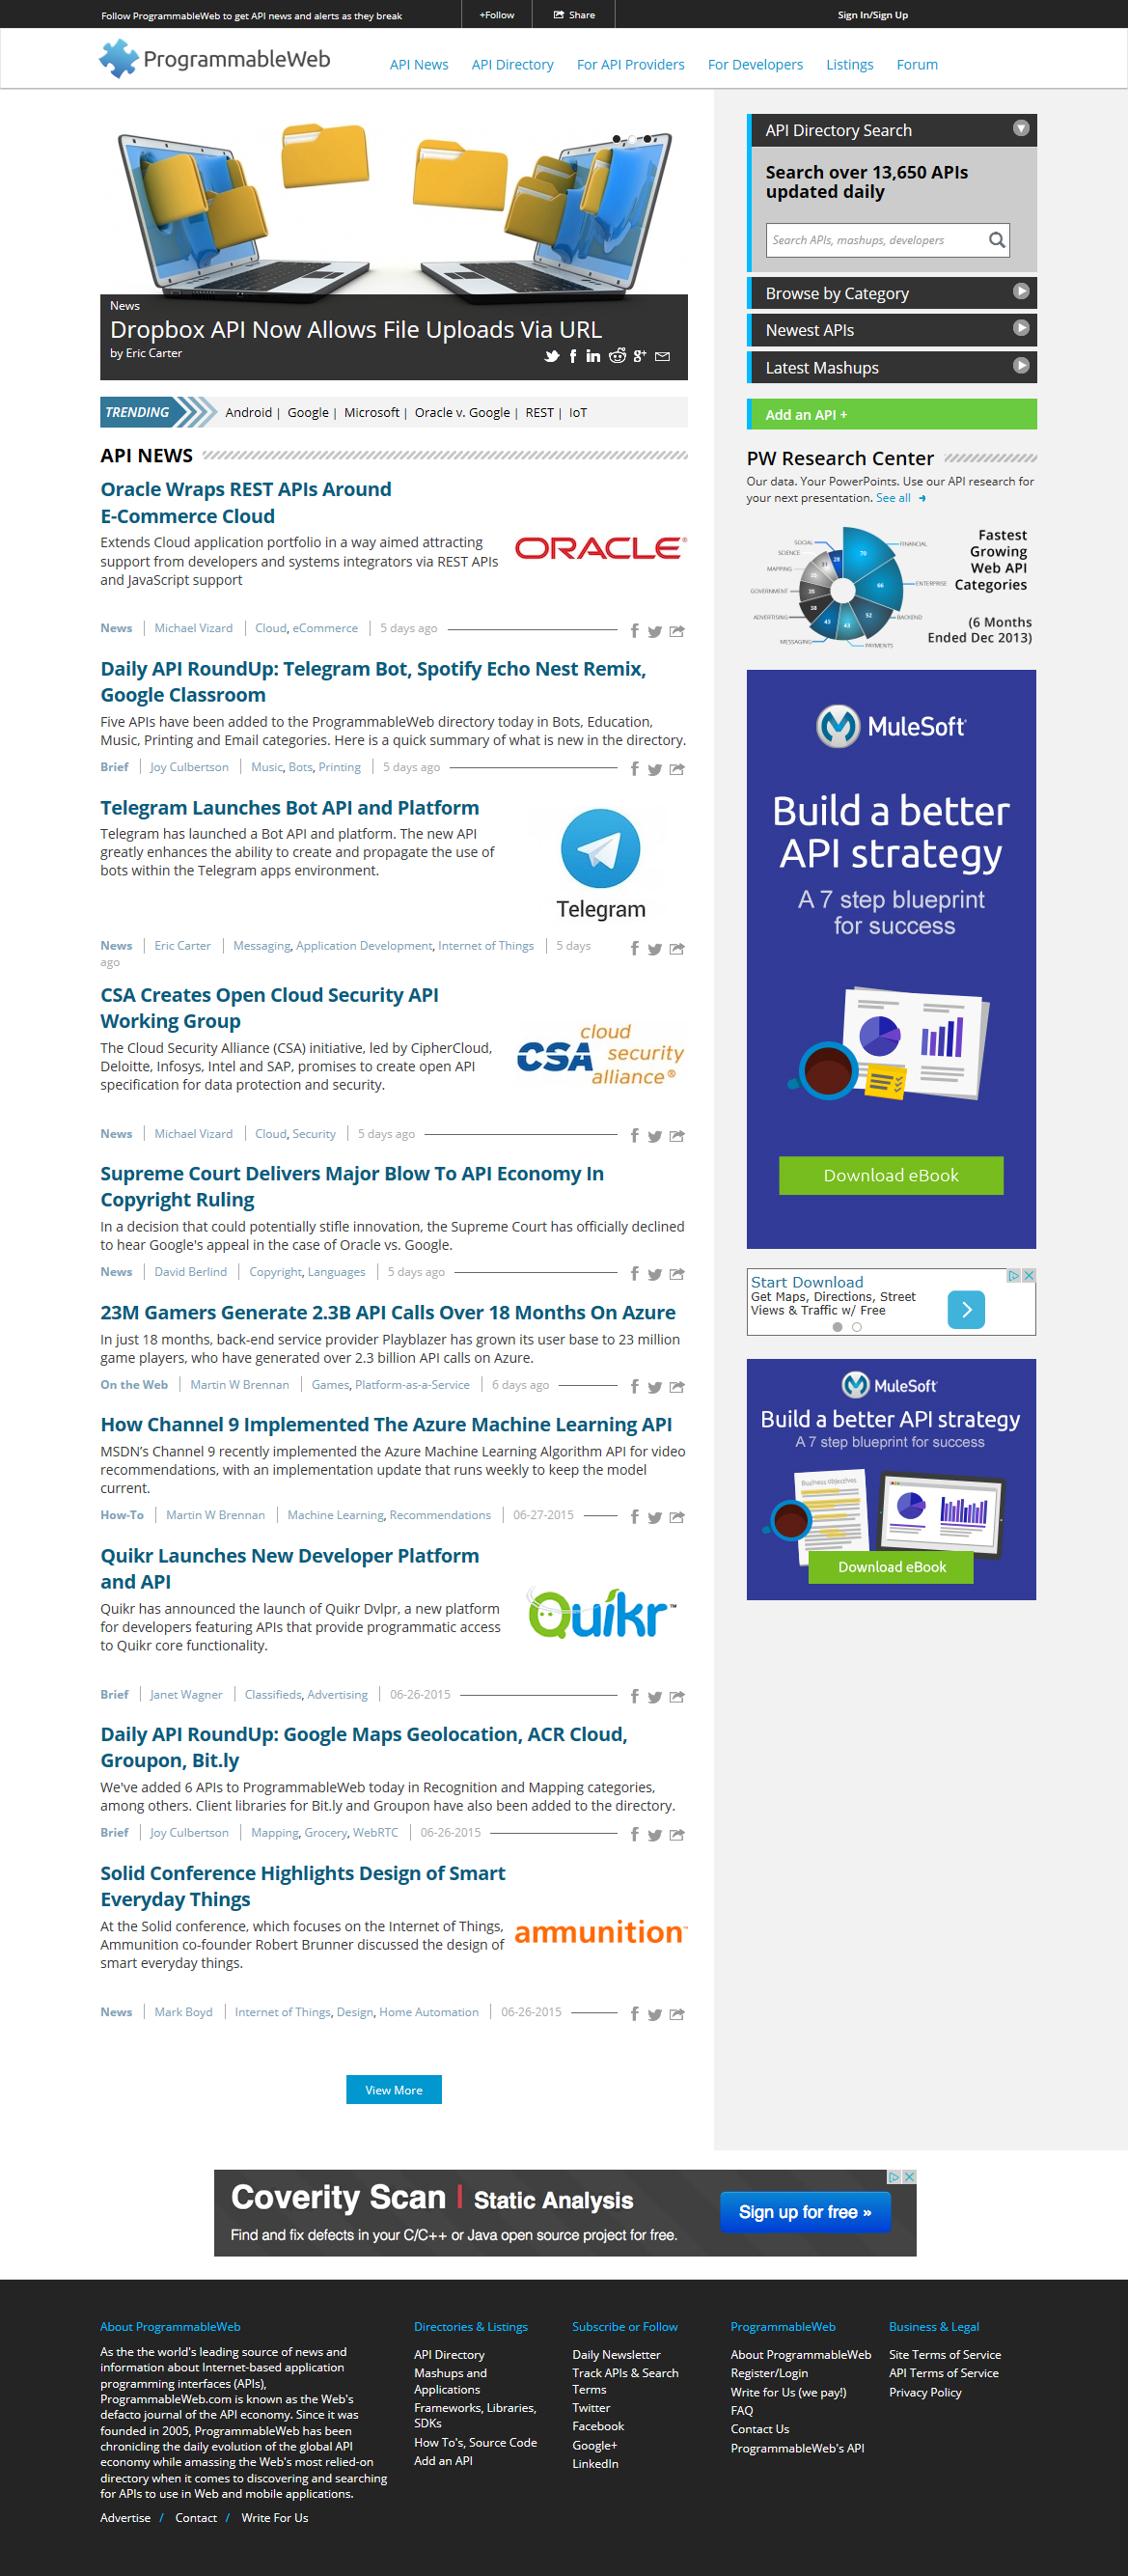 Follow ProgrammableWeb to get API news and alerts as they break
+Follow
Share
Sign In/Sign Up
ProgrammableWeb
API News
API Directory
For API Providers
For Developers
Listings
Forum
News
Dropbox API Now Allows File Uploads Via URL
by Eric Carter
TRENDING
Android | Google | Microsoft | Oracle v. Google | REST | IoT
API NEWS
Oracle Wraps REST APIs Around
E-Commerce Cloud
Extends Cloud application portfolio in a way aimed attracting
support from developers and systems integrators via REST APIs
and JavaScript support
ORACLE
News | Michael Vizard | Cloud, eCommerce | 5 days ago
Daily API RoundUp: Telegram Bot, Spotify Echo Nest Remix,
Google Classroom
Five APIs have been added to the ProgrammableWeb directory today in Bots, Education,
Music, Printing and Email categories. Here is a quick summary of what is new in the directory.
Brief | Joy Culbertson | Music, Bots, Printing | 5 days ago
Telegram Launches Bot API and Platform
Telegram has launched a Bot API and platform. The new API
greatly enhances the ability to create and propagate the use of
bots within the Telegram apps environment.
Telegram
News | Eric Carter | Messaging, Application Development, Internet of Things | 5 days
ago
CSA Creates Open Cloud Security API
Working Group
The Cloud Security Alliance (CSA) initiative, led by CipherCloud,
Deloitte, Infosys, Intel and SAP, promises to create open API
specification for data protection and security.
CSA cloud
security
alliance®
News | Michael Vizard | Cloud, Security | 5 days ago
Supreme Court Delivers Major Blow To API Economy In
Copyright Ruling
In a decision that could potentially stifle innovation, the Supreme Court has officially declined
to hear Google's appeal in the case of Oracle vs. Google.
News | David Berlind | Copyright, Languages | 5 days ago
23M Gamers Generate 2.3B API Calls Over 18 Months On Azure
In just 18 months, back-end service provider Playblazer has grown its user base to 23 million
game players, who have generated over 2.3 billion API calls on Azure.
On the Web | Martin W Brennan | Games, Platform-as-a-Service | 6 days ago
How Channel 9 Implemented The Azure Machine Learning API
MSDN's Channel 9 recently implemented the Azure Machine Learning Algorithm API for video
recommendations, with an implementation update that runs weekly to keep the model
current.
How-To | Martin W Brennan | Machine Learning, Recommendations | 06-27-2015
Quikr Launches New Developer Platform
and API
Quikr has announced the launch of Quikr Dvlpr, a new platform
for developers featuring APIs that provide programmatic access
to Quikr core functionality.
Quikr™
Brief | Janet Wagner | Classifieds, Advertising | 06-26-2015
Daily API RoundUp: Google Maps Geolocation, ACR Cloud,
Groupon, Bit.ly
We've added 6 APIs to ProgrammableWeb today in Recognition and Mapping categories,
among others. Client libraries for Bit.ly and Groupon have also been added to the directory.
Brief | Joy Culbertson | Mapping, Grocery, WebRTC | 06-26-2015
Solid Conference Highlights Design of Smart
Everyday Things
At the Solid conference, which focuses on the Internet of Things,
Ammunition co-founder Robert Brunner discussed the design of
smart everyday things.
ammunition
News | Mark Boyd | Internet of Things, Design, Home Automation | 06-26-2015
View More
API Directory Search
Search over 13,650 APIs
updated daily
Search APIs, mashups, developers
Browse by Category
Newest APIs
Latest Mashups
Add an API +
PW Research Center
Our data. Your PowerPoints. Use our API research for
your next presentation. See all
Fastest
Growing
Web API
Categories
(6 Months
Ended Dec 2013)
SOCIAL
SCIENCE
MAPPING
GOVERNMENT
ADVERTISING
MESSAGING
PAYMENTS
BACKEND
ENTERPRISE
FINANCIAL
MuleSoft
Build a better
API strategy
A 7 step blueprint
for success
Download eBook
Start Download
Get Maps, Directions, Street
Views & Traffic w/ Free
MuleSoft
Build a better API strategy
A 7 step blueprint for success
Business objectives
Download eBook
Coverity Scan | Static Analysis
Find and fix defects in your C/C++ or Java open source project for free.
Sign up for free »
About ProgrammableWeb
As the the world's leading source of news and
information about Internet-based application
programming interfaces (APIs),
ProgrammableWeb.com is known as the Web's
defacto journal of the API economy. Since it was
founded in 2005, ProgrammableWeb has been
chronicling the daily evolution of the global API
economy while amassing the Web's most relied-on
directory when it comes to discovering and searching
for APIs to use in Web and mobile applications.
Advertise / Contact / Write For Us
Directories & Listings
API Directory
Mashups and
Applications
Frameworks, Libraries,
SDKs
How To's, Source Code
Add an API
Subscribe or Follow
Daily Newsletter
Track APIs & Search
Terms
Twitter
Facebook
Google+
LinkedIn
ProgrammableWeb
About ProgrammableWeb
Register/Login
Write for Us (we pay!)
FAQ
Contact Us
ProgrammableWeb's API
Business & Legal
Site Terms of Service
API Terms of Service
Privacy Policy